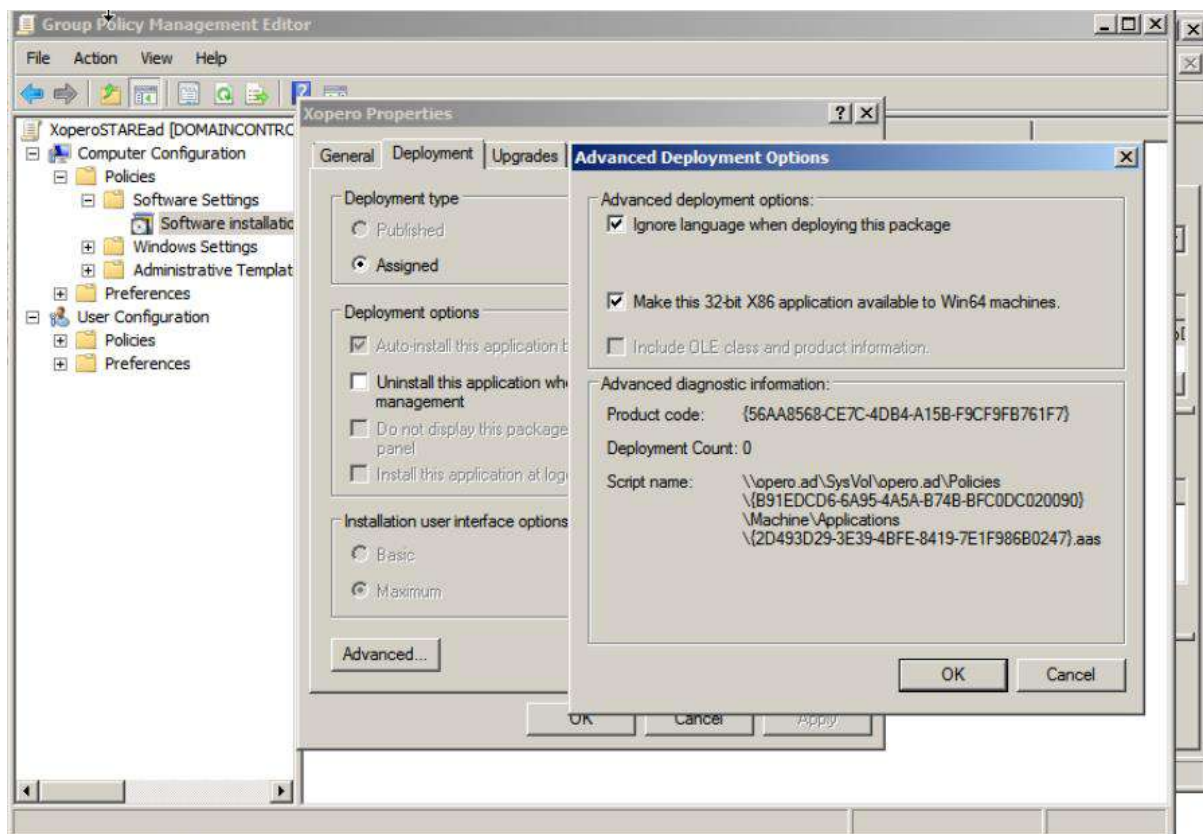 Group Policy Management Editor
File Action View Help
XoperoSTAREad [DOMAINCONTRC
Computer Configuration
Policies
Software Settings
Software installatio
Windows Settings
Administrative Templat
Preferences
User Configuration
Policies
Preferences
Xopero Properties
General Deployment Upgrades
Deployment type
Published
Assigned
Deployment options
Auto-install this application b
Uninstall this application whe
management
Do not display this package
panel
Install this application at log
Installation user interface options
Basic
Maximum
Advanced...
OK Cancel Apply
Advanced Deployment Options
Advanced deployment options:
Ignore language when deploying this package
Make this 32-bit X86 application available to Win64 machines.
Include OLE class and product information.
Advanced diagnostic information:
Product code: {56AA8568-CE7C-4DB4-A15B-F9CF9FB761F7}
Deployment Count: 0
Script name: \\opero.ad\SysVol\opero.ad\Policies
\{B91EDCD6-6A95-4A5A-B74B-BFC0DC020090}
\Machine\Applications
\{2D493D29-3E39-4BFE-8419-7E1F986B0247}.aas
OK Cancel